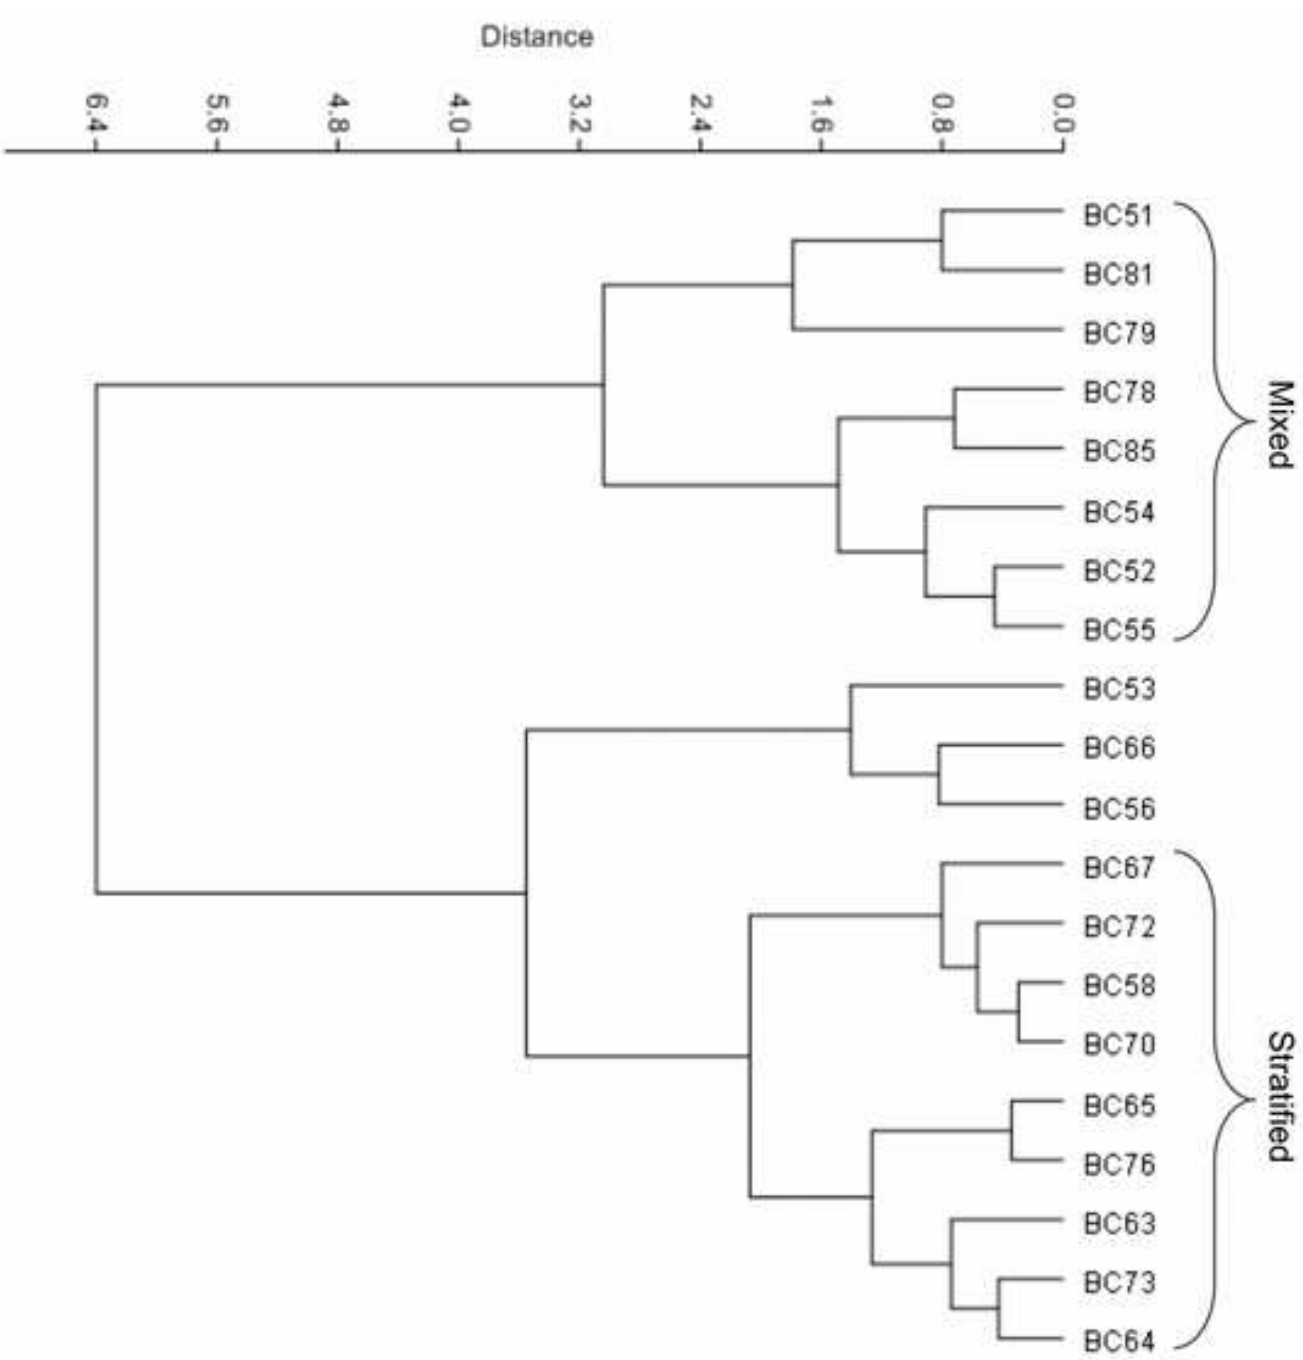 Distance
6.4
5.6
4.8
4.0
3.2
2.4
1.6
0.8
0.0
BC51
BC81
BC79
BC78
BC85
BC54
BC52
BC55
Mixed
BC53
BC66
BC56
BC67
BC72
BC58
BC70
BC65
BC76
BC63
BC73
BC64
Stratified